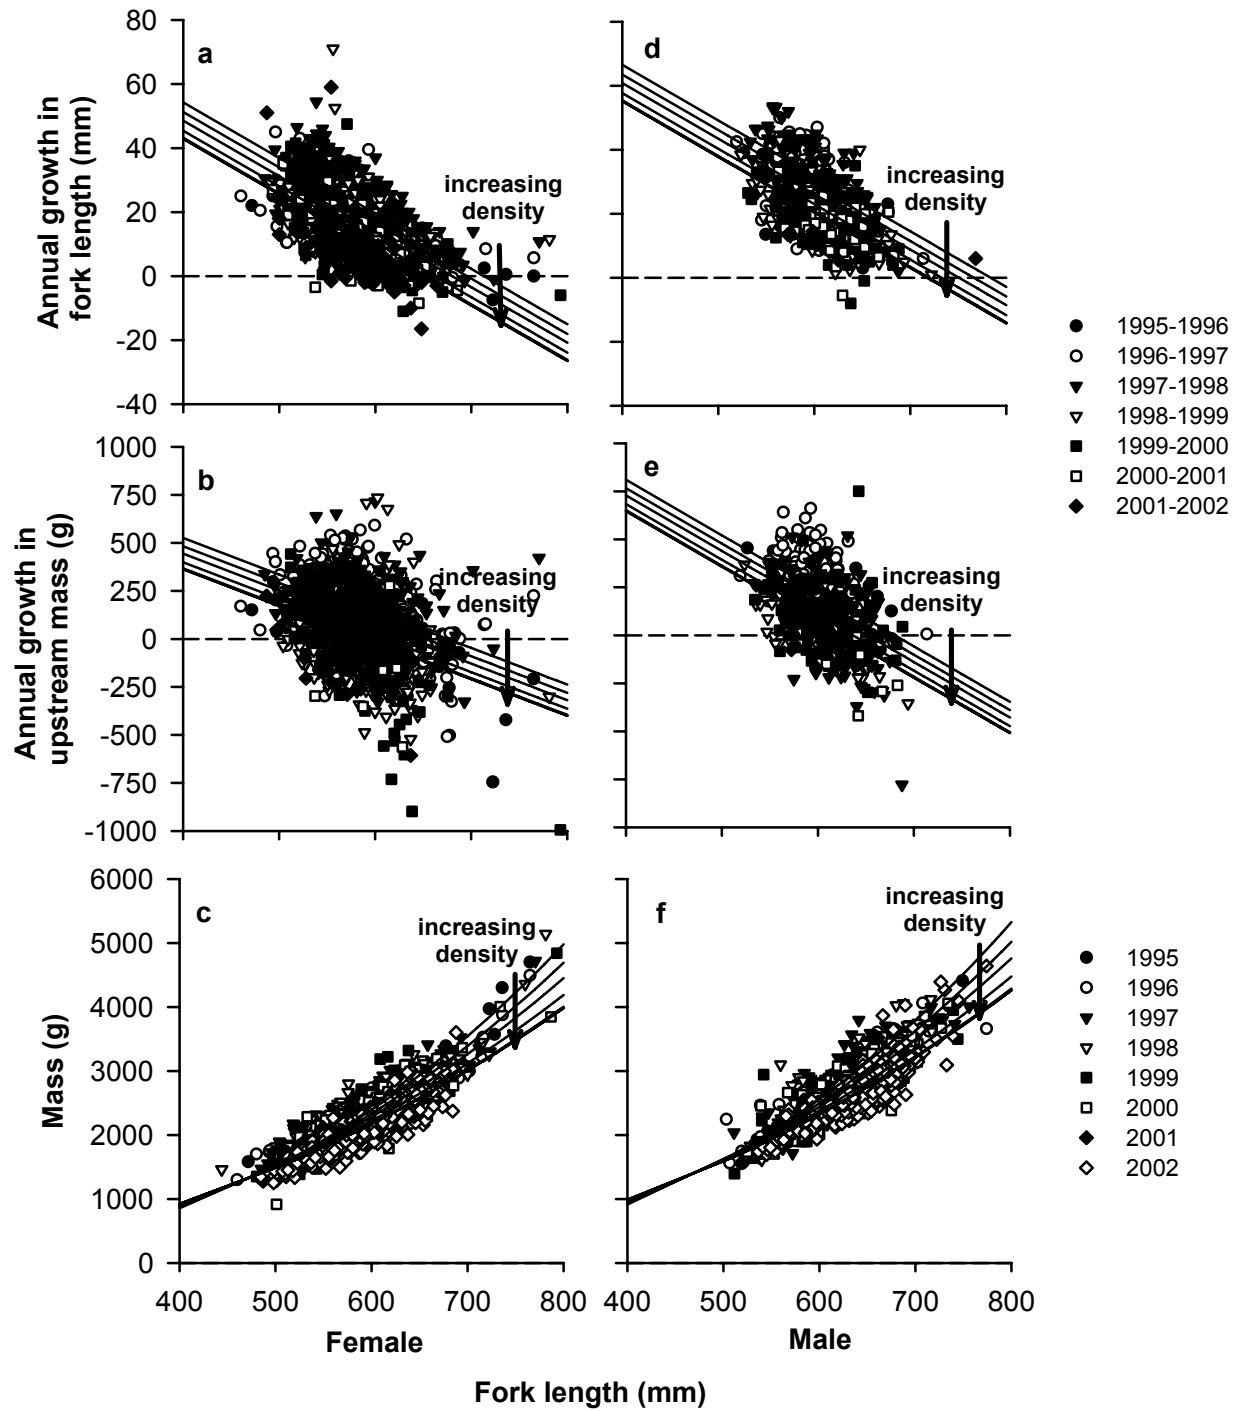 a
d
Annual growth in
fork length (mm)
80
60
40
20
0
-20
-40
increasing
density
increasing
density
1995-1996
1996-1997
1997-1998
1998-1999
1999-2000
2000-2001
2001-2002
b
e
Annual growth in
upstream mass (g)
1000
750
500
250
0
-250
-500
-750
-1000
increasing
density
increasing
density
c
f
Mass (g)
6000
5000
4000
3000
2000
1000
0
increasing
density
increasing
density
1995
1996
1997
1998
1999
2000
2001
2002
400 500 600 700 800
400 500 600 700 800
Female
Male
Fork length (mm)